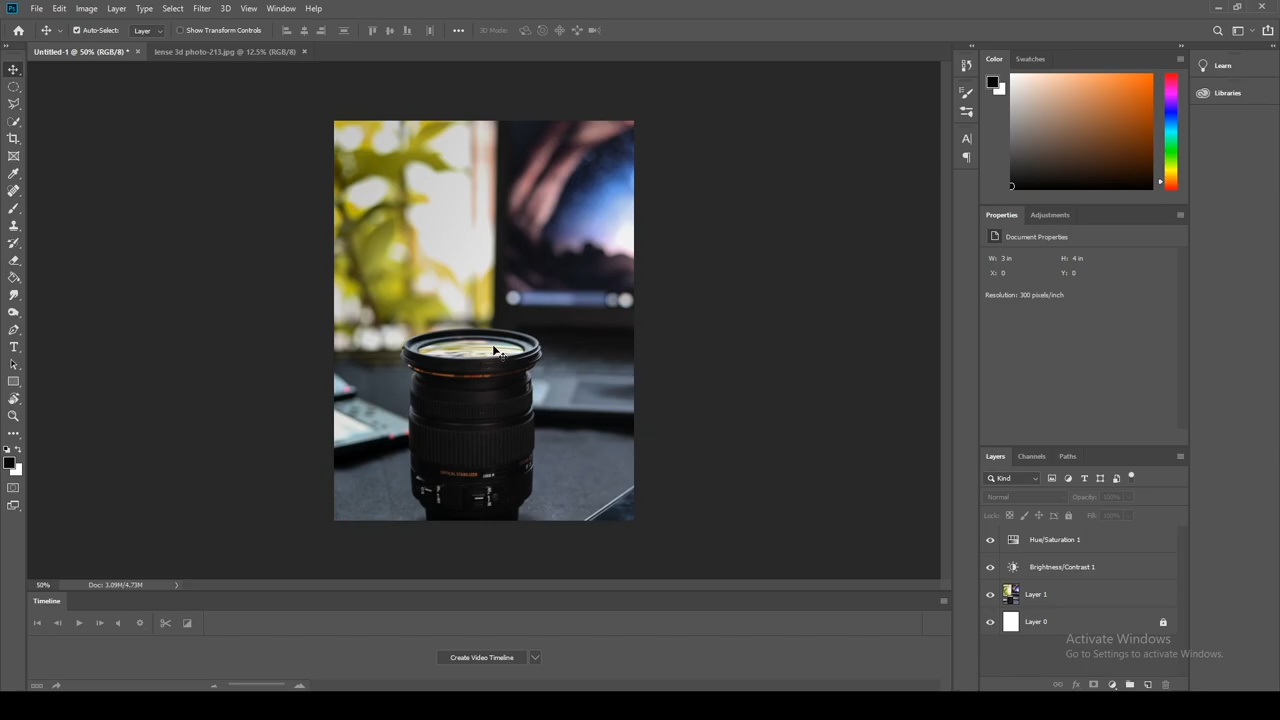 Ps File Edit Image Layer Type Select Filter 3D View Window Help
Auto-Select: Layer Show Transform Controls 3D Mode:
Untitled-1 @ 50% (RGB/8) * lense 3d photo-213.jpg @ 12.5% (RGB/8)
Color Swatches
Learn
Libraries
Properties Adjustments
Document Properties
W: 3 in H: 4 in
X: 0 Y: 0
Resolution: 300 pixels/inch
Layers Channels Paths
Kind
Normal Opacity: 100%
Lock: Fill: 100%
Hue/Saturation 1
Brightness/Contrast 1
Layer 1
Layer 0
50% Doc: 3.09M/4.73M
Timeline
Create Video Timeline
Activate Windows
Go to Settings to activate Windows.